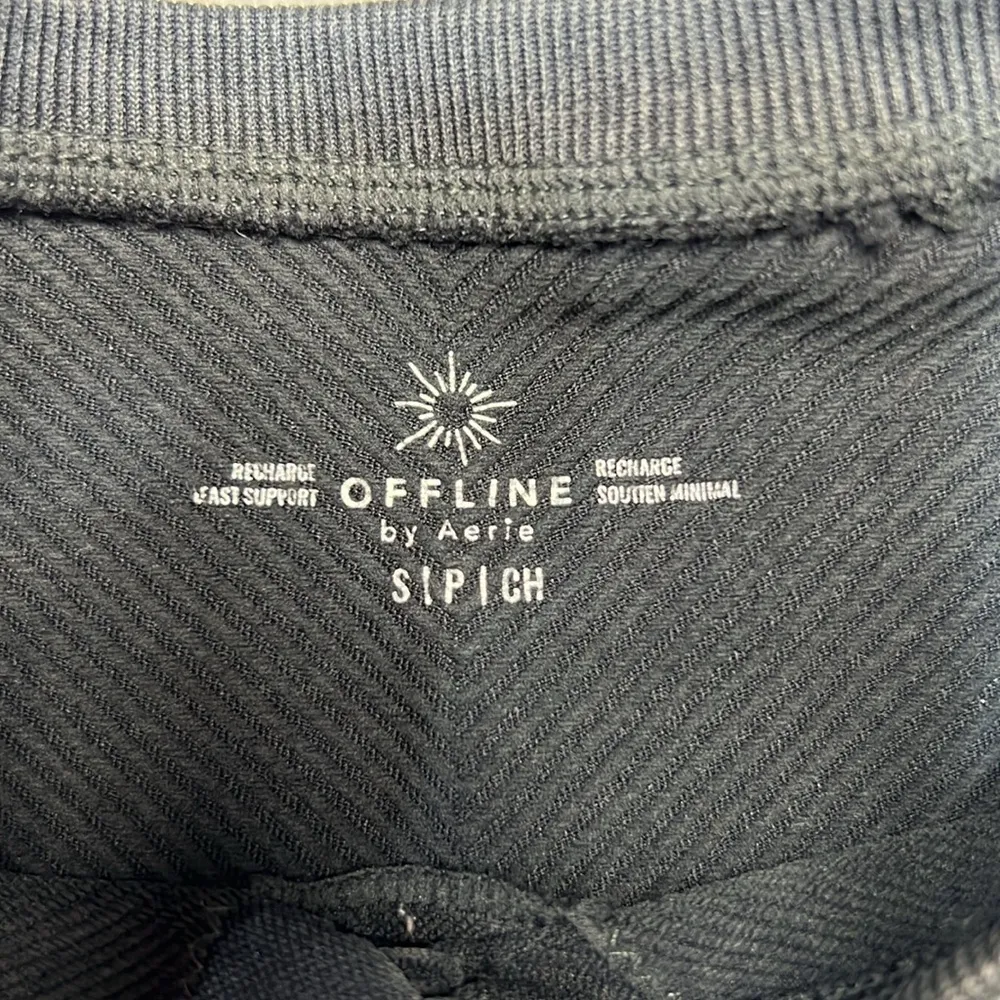 RECHARGE
LEAST SUPPORT
OFFLINE
by Aerie
RECHARGE
SOUTIEN MINIMAL
S|P|CH